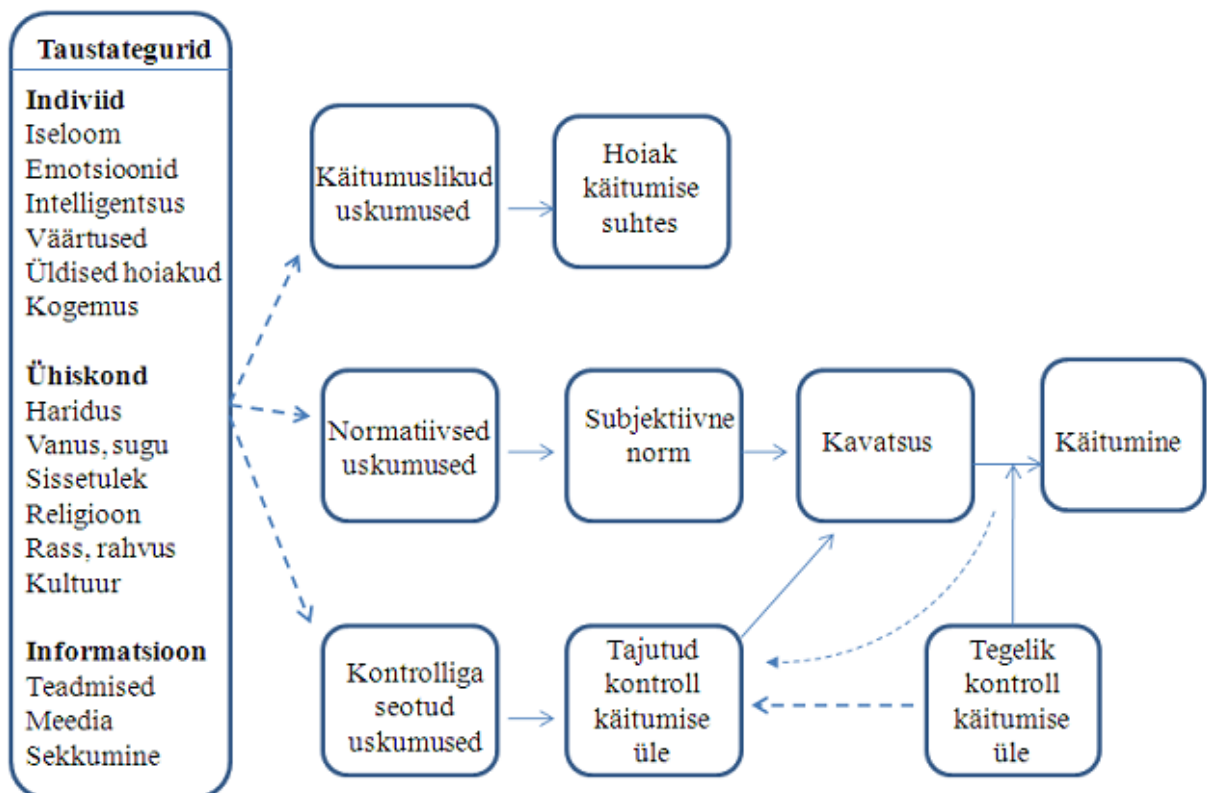 Taustategurid
Indiviid
Iseloom
Emotsioonid
Intelligentsus
Väärtused
Üldised hoiakud
Kogemus
Ühiskond
Haridus
Vanus, sugu
Sissetulek
Religioon
Rass, rahvus
Kultuur
Informatsioon
Teadmised
Meedia
Sekkumine
Käitumuslikud
uskumused
Hoiak
käitumise
suhtes
Normatiivsed
uskumused
Subjektiivne
norm
Kavatsus
Käitumine
Kontrolliga
seotud
uskumused
Tajutud
kontroll
käitumise
üle
Tegelik
kontroll
käitumise
üle